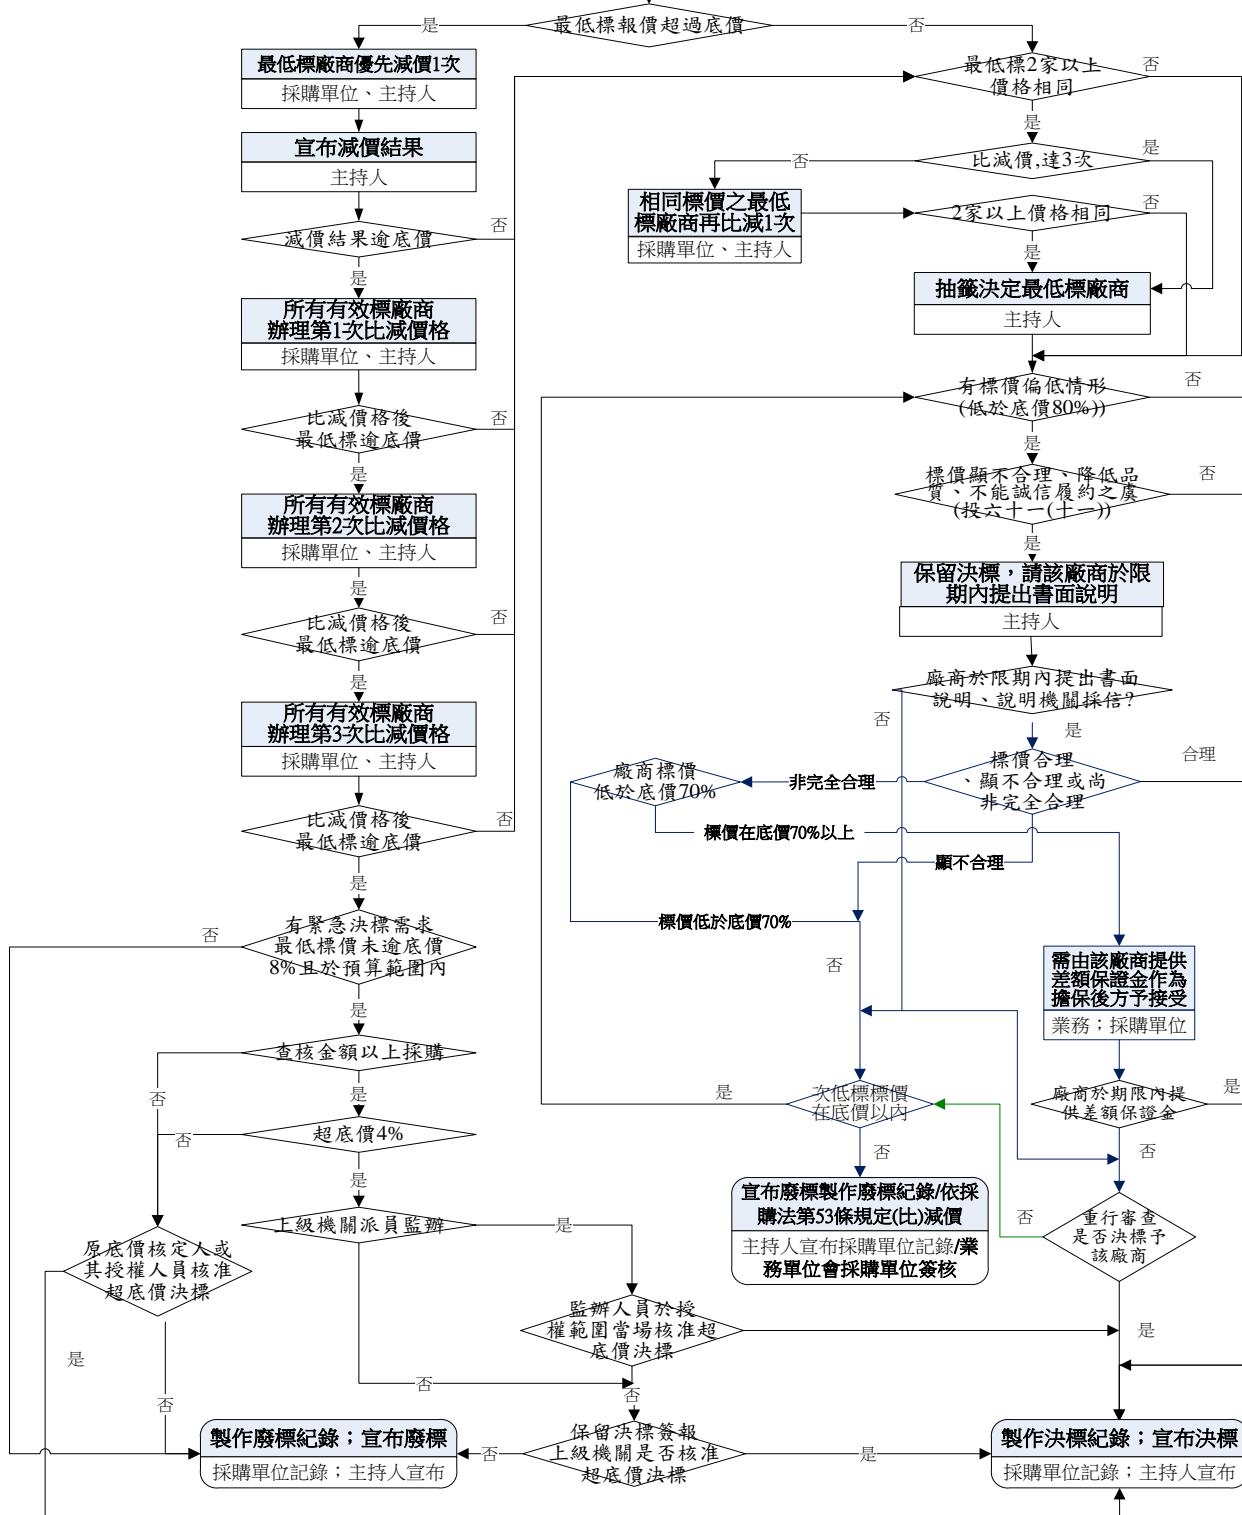 最低標報價超過底價
是
否
最低標廠商優先減價1次
採購單位、主持人
宣布減價結果
主持人
減價結果逾底價
否
是
所有有效標廠商
辦理第1次比減價格
採購單位、主持人
比減價格後
最低標逾底價
否
是
所有有效標廠商
辦理第2次比減價格
採購單位、主持人
比減價格後
最低標逾底價
否
是
所有有效標廠商
辦理第3次比減價格
採購單位、主持人
比減價格後
最低標逾底價
否
是
有緊急決標需求
最低標價未逾底價
8%且於預算範圍內
否
是
查核金額以上採購
否
是
超底價4%
否
是
上級機關派員監辦
是
否
原底價核定人或
其授權人員核准
超底價決標
是
否
監辦人員於授
權範圍當場核准超
底價決標
否
保留決標簽報
上級機關是否核准
超底價決標
否
是
製作廢標紀錄；宣布廢標
採購單位記錄；主持人宣布
最低標2家以上
價格相同
否
是
比減價,達3次
否
是
相同標價之最低
標廠商再比減1次
採購單位、主持人
2家以上價格相同
否
是
抽籤決定最低標廠商
主持人
有標價偏低情形
(低於底價80%))
否
是
標價顯不合理、降低品
質、不能誠信履約之虞
(投六十一(十一))
否
是
保留決標，請該廠商於限
期內提出書面說明
主持人
廠商於限期內提出書面
說明、說明機關採信?
否
是
標價合理
、顯不合理或尚
非完全合理
合理
非完全合理
廠商標價
低於底價70%
標價在底價70%以上
顯不合理
標價低於底價70%
否
需由該廠商提供
差額保證金作為
擔保後方予接受
業務；採購單位
廠商於期限內提
供差額保證金
是
否
次低標標價
在底價以內
是
否
宣布廢標製作廢標紀錄/依採
購法第53條規定(比)減價
主持人宣布採購單位記錄/業
務單位會採購單位簽核
重行審查
是否決標予
該廠商
否
是
製作決標紀錄；宣布決標
採購單位記錄；主持人宣布